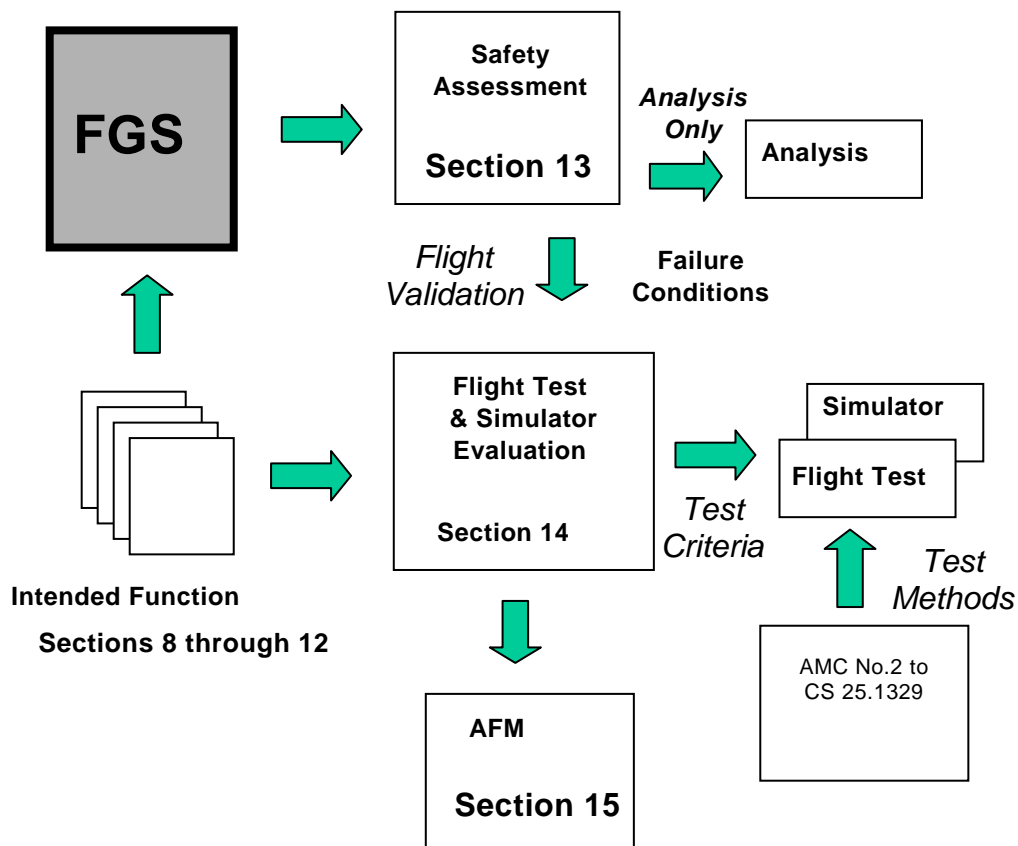 FGS
Safety
Assessment
Section 13
Analysis
Only
Analysis
Flight
Validation
Failure
Conditions
Flight Test
& Simulator
Evaluation
Section 14
Test
Criteria
Simulator
Flight Test
Test
Methods
Intended Function
Sections 8 through 12
AMC No.2 to
CS 25.1329
AFM
Section 15